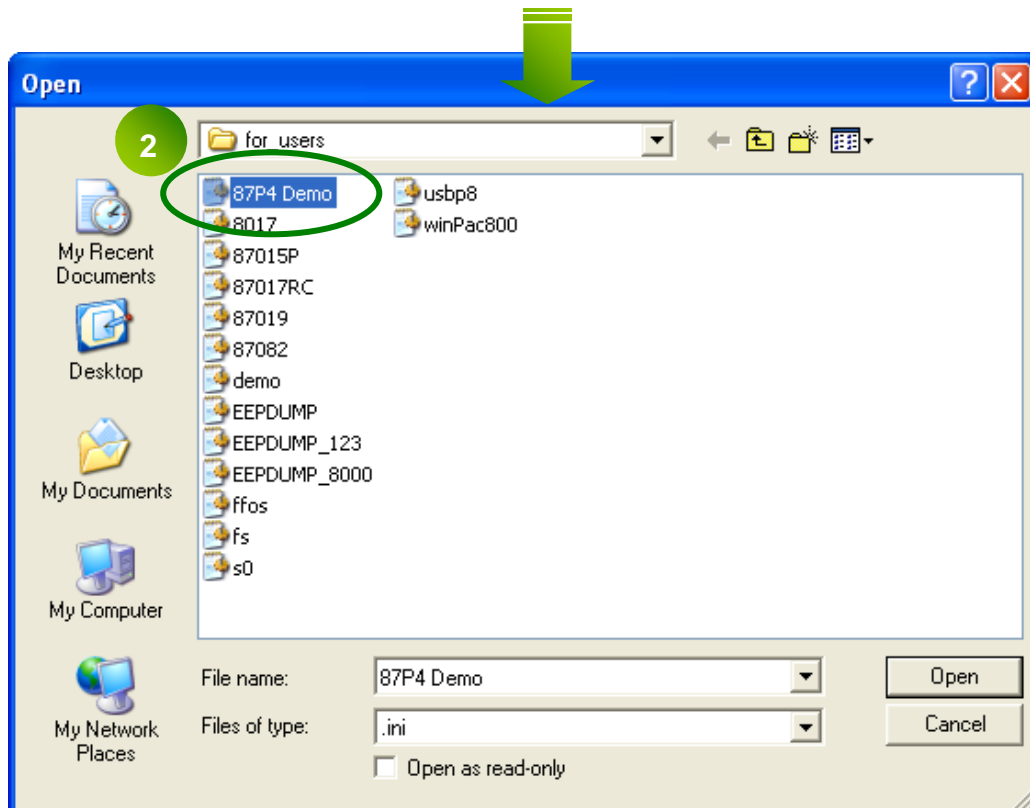 Open
2
for_users
87P4 Demo
8017
87015P
87017RC
87019
87082
demo
EEPDUMP
EEPDUMP_123
EEPDUMP_8000
ffos
fs
s0
usbp8
winPac800
My Recent
Documents
Desktop
My Documents
My Computer
My Network
Places
File name:
87P4 Demo
Open
Files of type:
.ini
Cancel
Open as read-only